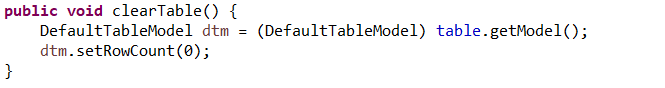 public void clearTable() {
    DefaultTableModel dtm = (DefaultTableModel) table.getModel();
    dtm.setRowCount(0);
}